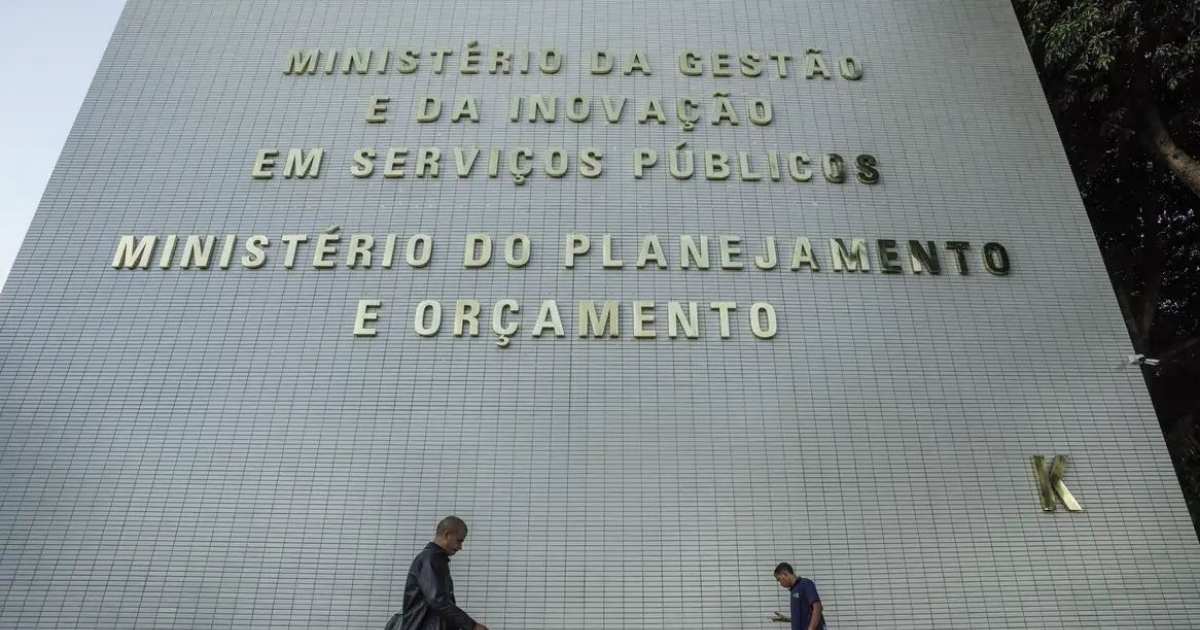 MINISTÉRIO DA GESTÃO
E DA INOVAÇÃO
EM SERVIÇOS PÚBLICOS
MINISTÉRIO DO PLANEJAMENTO
E ORÇAMENTO
K